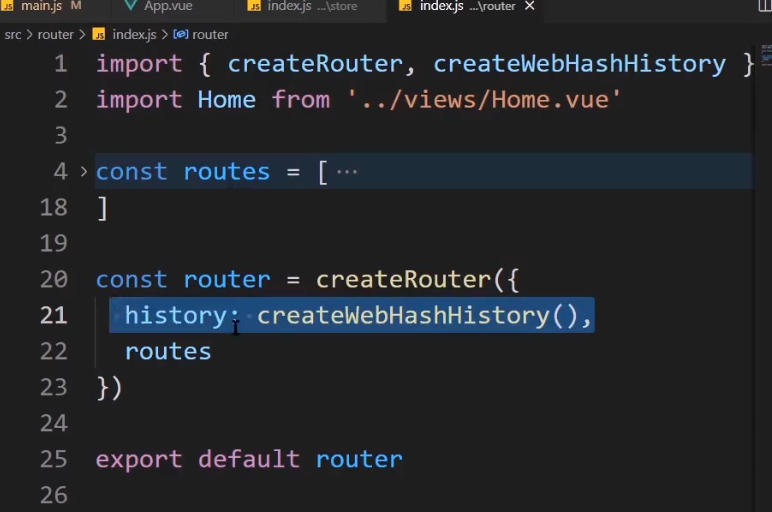 main.js M App.vue index.js ...\store index.js ...\router ×
src > router > index.js > router
1 import { createRouter, createWebHashHistory }
2 import Home from '../views/Home.vue'
3
4 > const routes = [ ···
18 ]
19
20 const router = createRouter({
21 history: createWebHashHistory(),
22 routes
23 })
24
25 export default router
26